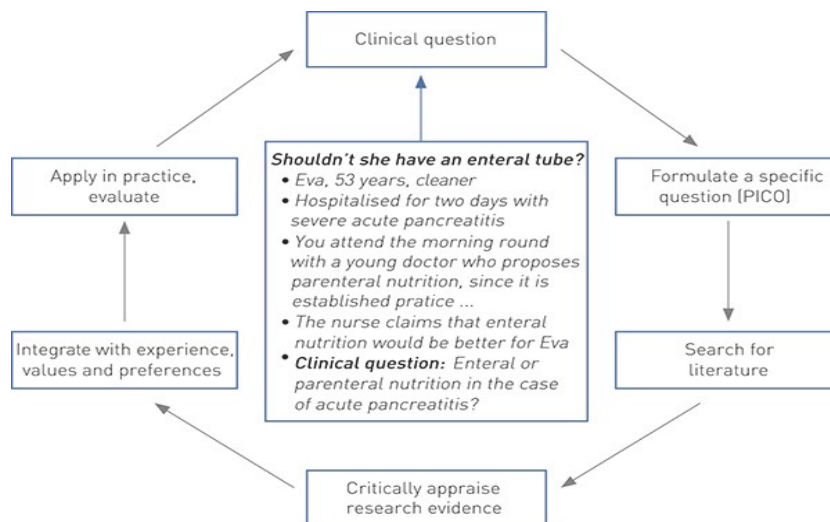 Clinical question
Shouldn't she have an enteral tube?
• Eva, 53 years, cleaner
• Hospitalised for two days with
severe acute pancreatitis
• You attend the morning round
with a young doctor who proposes
parenteral nutrition, since it is
established pratice ...
• The nurse claims that enteral
nutrition would be better for Eva
• Clinical question: Enteral or
parenteral nutrition in the case
of acute pancreatitis?
Formulate a specific
question (PICO)
Search for
literature
Critically appraise
research evidence
Integrate with experience,
values and preferences
Apply in practice,
evaluate